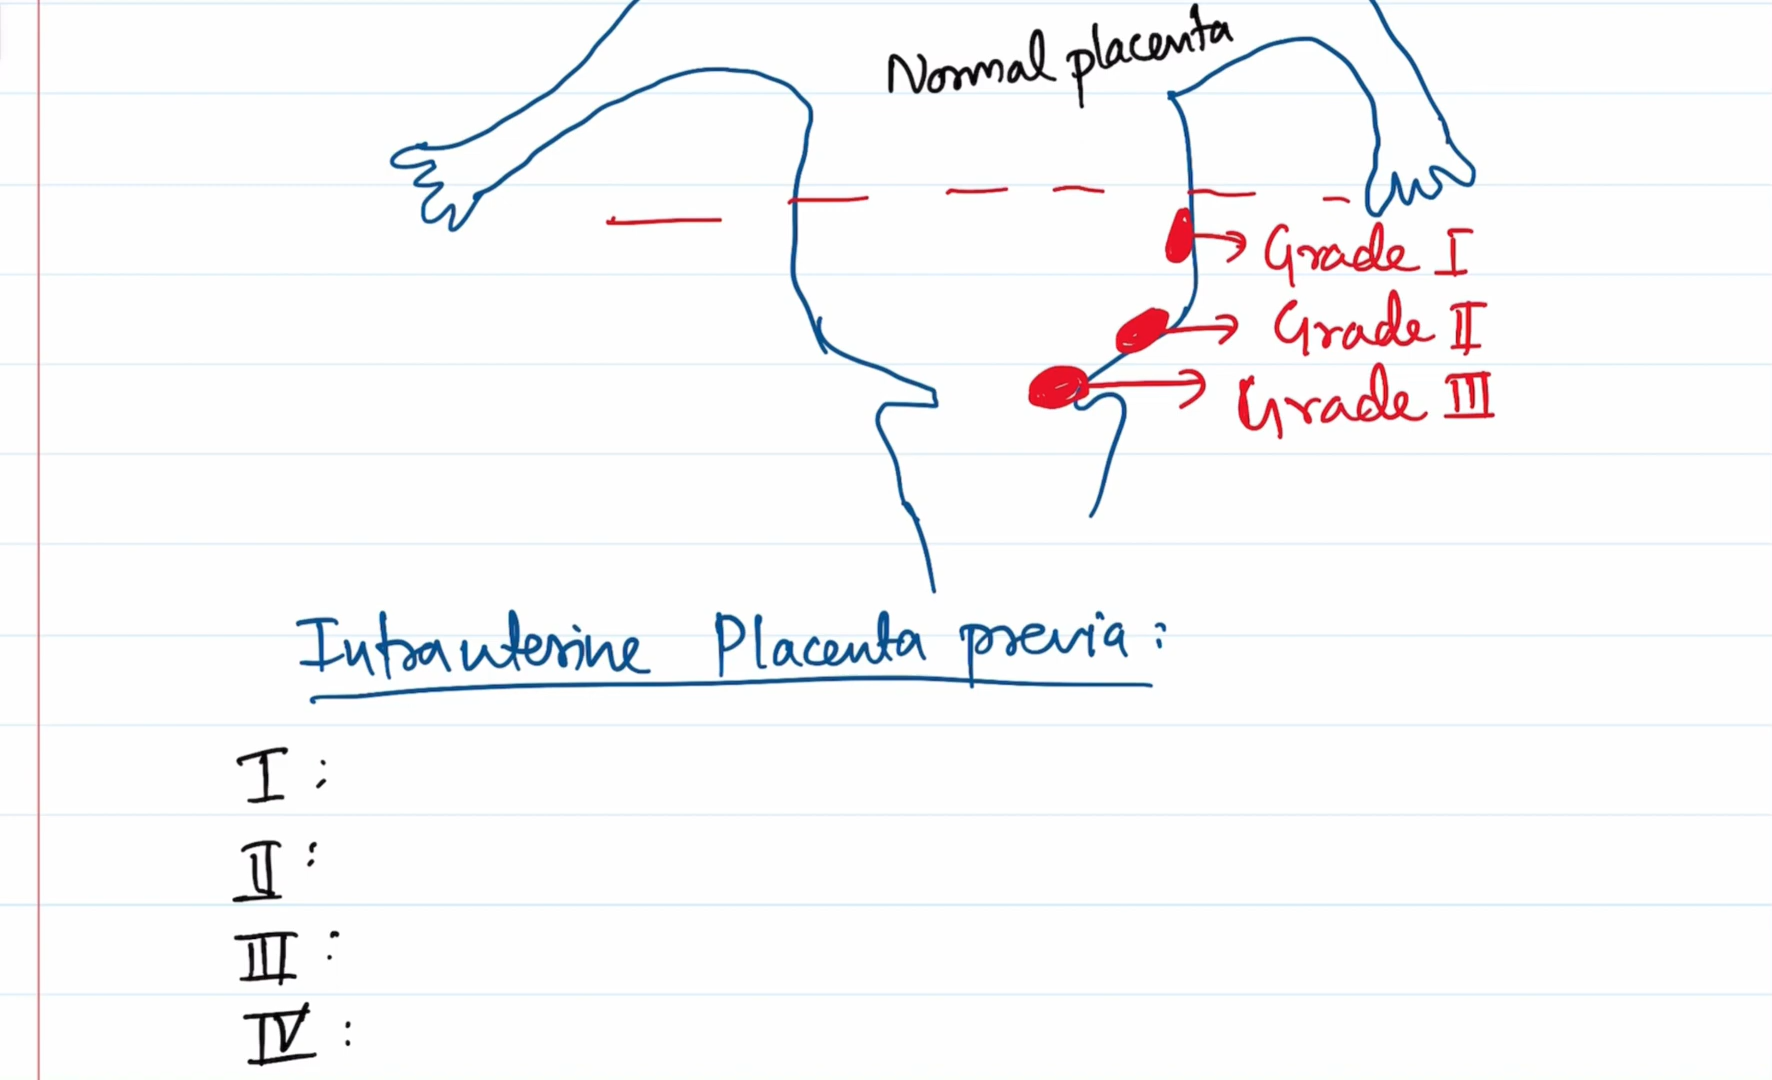 Normal placenta
Grade I
Grade II
Grade III
Intrauterine Placenta previa:
I :
II :
III :
IV :